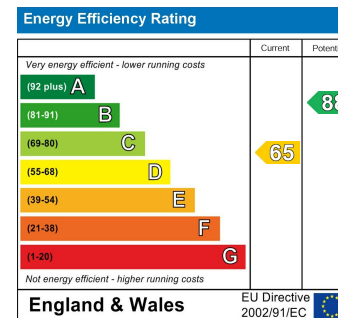 Energy Efficiency Rating
Current Potent
Very energy efficient - lower running costs
(92 plus) A
(81-91) B 88
(69-80) C
65
(55-68) D
(39-54) E
(21-38) F
(1-20) G
Not energy efficient - higher running costs
England & Wales
EU Directive
2002/91/EC